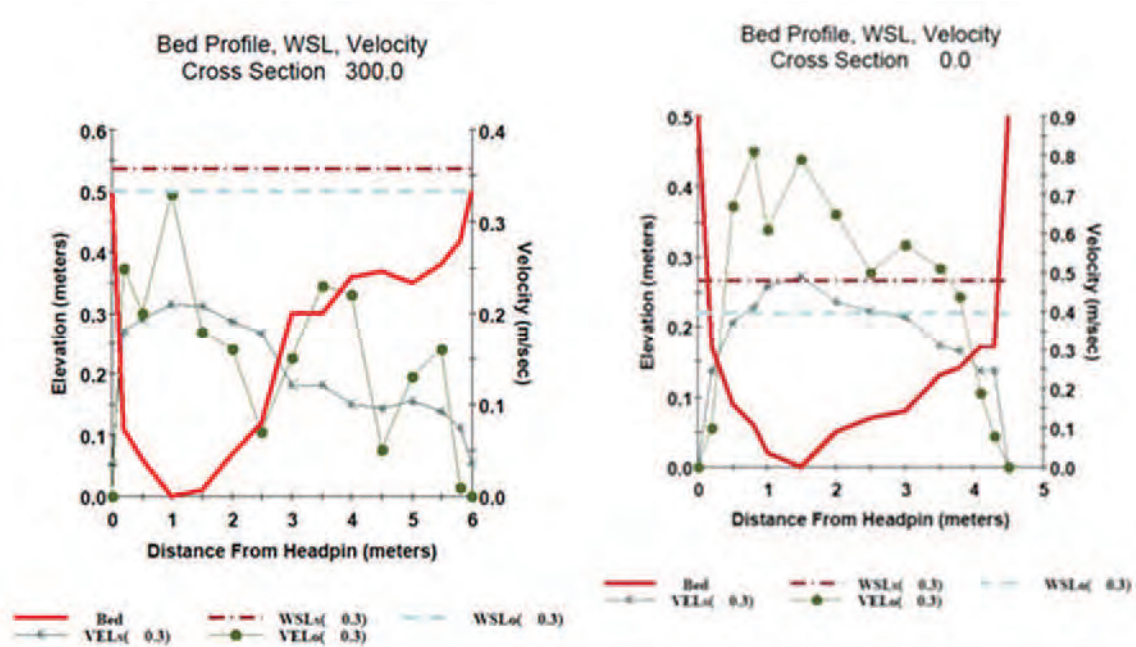 Bed Profile, WSL, Velocity
Cross Section 300.0
0.6
0.5
0.4
0.3
0.2
0.1
0.0
Elevation (meters)
0.4
0.3
0.2
0.1
0.0
Velocity (m/sec)
0 1 2 3 4 5 6
Distance From Headpin (meters)
Bed WSLs( 0.3) WSLo( 0.3)
VELs( 0.3) VELo( 0.3)
Bed Profile, WSL, Velocity
Cross Section 0.0
0.5
0.4
0.3
0.2
0.1
0.0
Elevation (meters)
0.9
0.8
0.7
0.6
0.5
0.4
0.3
0.2
0.1
0.0
Velocity (m/sec)
0 1 2 3 4 5
Distance From Headpin (meters)
Bed WSLs( 0.3) WSLo( 0.3)
VELs( 0.3) VELo( 0.3)